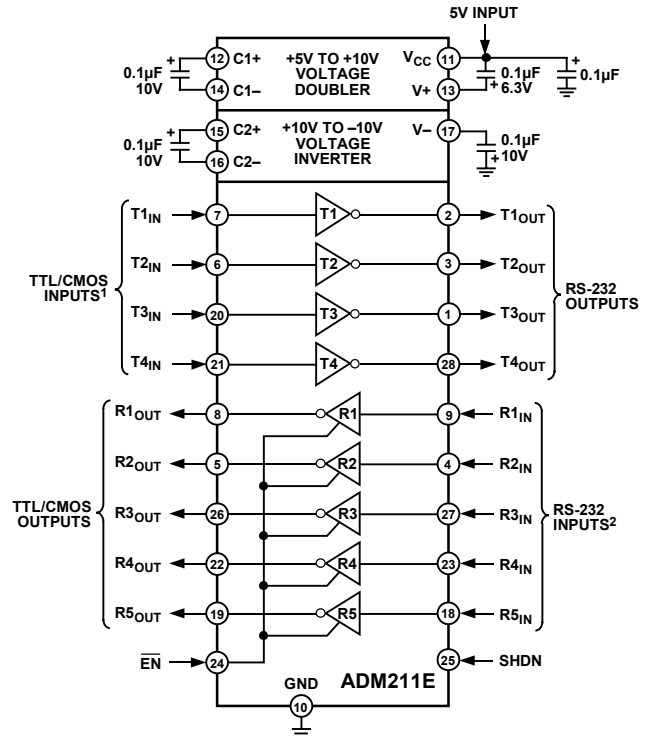 5V INPUT
12 C1+ +5V TO +10V VOLTAGE DOUBLER VCC 11
0.1µF 10V
14 C1– V+ 13
+ 0.1µF 6.3V
+ 0.1µF
15 C2+ +10V TO –10V VOLTAGE INVERTER V– 17
+ 0.1µF 10V
16 C2–
0.1µF + 10V
TTL/CMOS INPUTS1
T1IN 7 T1 2 T1OUT
T2IN 6 T2 3 T2OUT
T3IN 20 T3 1 T3OUT
T4IN 21 T4 28 T4OUT
RS-232 OUTPUTS
TTL/CMOS OUTPUTS
R1OUT 8 R1 9 R1IN
R2OUT 5 R2 4 R2IN
R3OUT 26 R3 27 R3IN
R4OUT 22 R4 23 R4IN
R5OUT 19 R5 18 R5IN
RS-232 INPUTS2
EN 24
25 SHDN
GND ADM211E
10